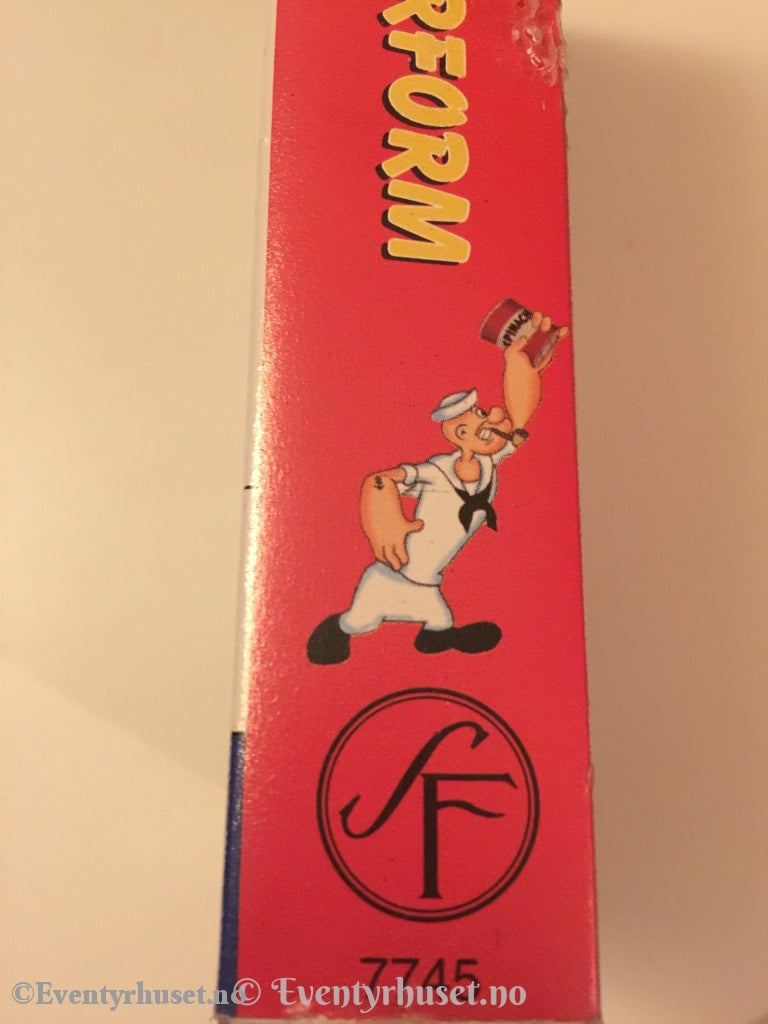 RFORM
SPINACH
SF
7745
©Eventyrhuset.no
© Eventyrhuset.no